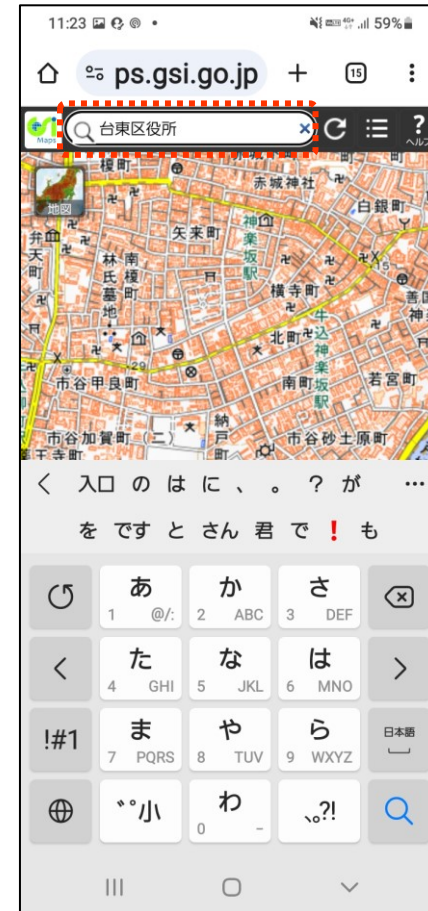 11:23
59%
ps.gsi.go.jp
15
Maps
台東区役所
×
?
ヘルプ
地図
榎町
赤城神社
白銀町
弁天町
矢来町
神楽坂駅
林氏墓地
南榎町
横寺町
15
牛込神楽坂駅
北町
29
市谷甲良町
南町
若宮町
市谷加賀町(二)
納戸町
市谷砂土原町
入口 の は に 、 。 ? が …
を です と さん 君 で ! も
あ
1 @/:
か
2 ABC
さ
3 DEF
た
4 GHI
な
5 JKL
は
6 MNO
!#1
ま
7 PQRS
や
8 TUV
ら
9 WXYZ
日本語
゛゜小
わ
0 -
、。?!